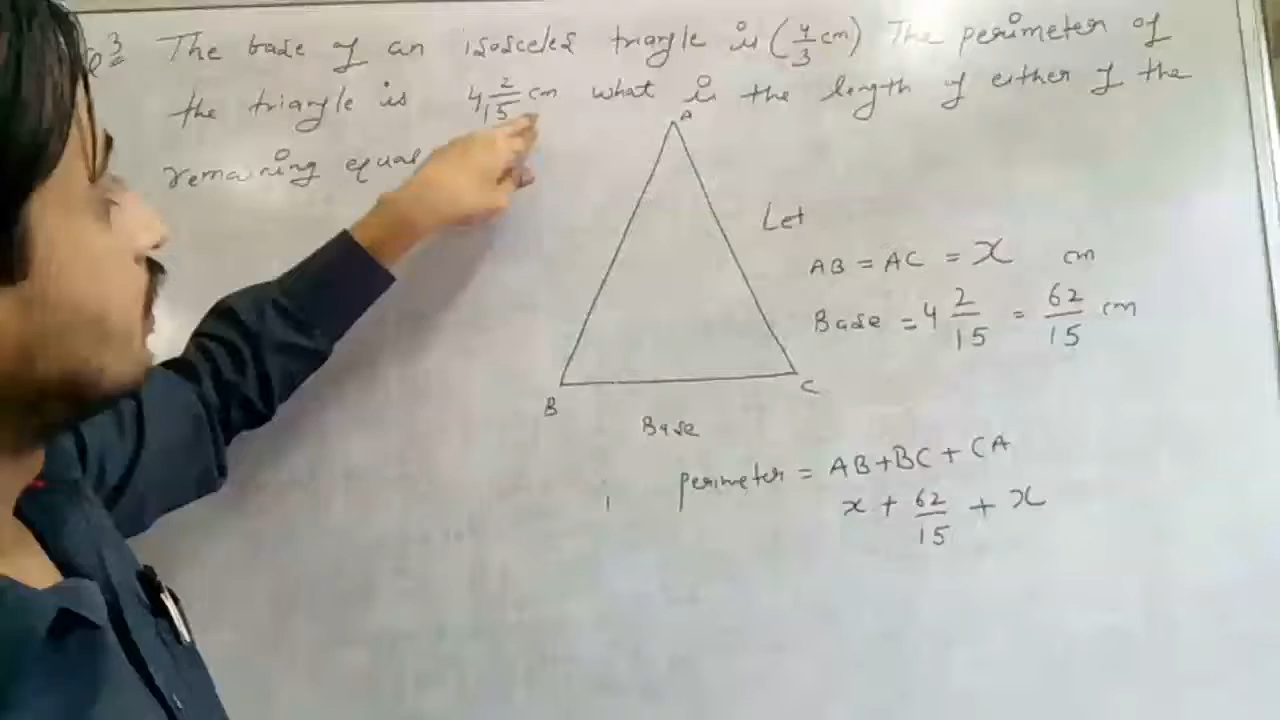 3 The base of an isosceles triangle is (4/3 cm) The perimeter of
the triangle is 4 2/15 cm what is the length of either of the
remaining equal
A
Let
AB = AC = x cm
Base = 4 2/15 = 62/15 cm
B C
Base
perimeter = AB+BC+CA
x + 62/15 + x